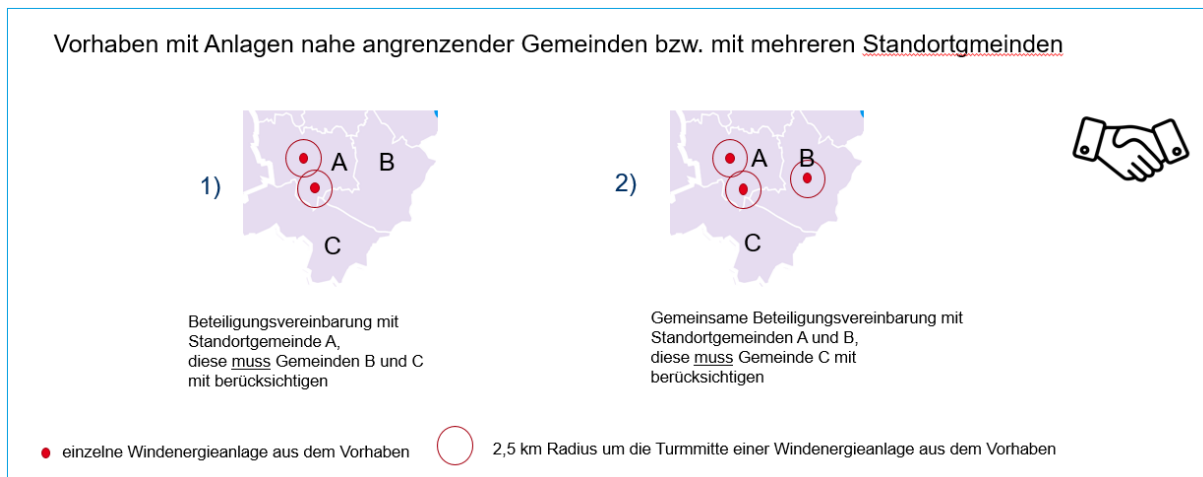 Vorhaben mit Anlagen nahe angrenzender Gemeinden bzw. mit mehreren Standortgmeinden
1)
A
B
C
2)
A
B
C
Beteiligungsvereinbarung mit
Standortgemeinde A,
diese muss Gemeinden B und C
mit berücksichtigen
Gemeinsame Beteiligungsvereinbarung mit
Standortgemeinden A und B,
diese muss Gemeinde C mit
berücksichtigen
einzelne Windenergieanlage aus dem Vorhaben
2,5 km Radius um die Turmmitte einer Windenergieanlage aus dem Vorhaben